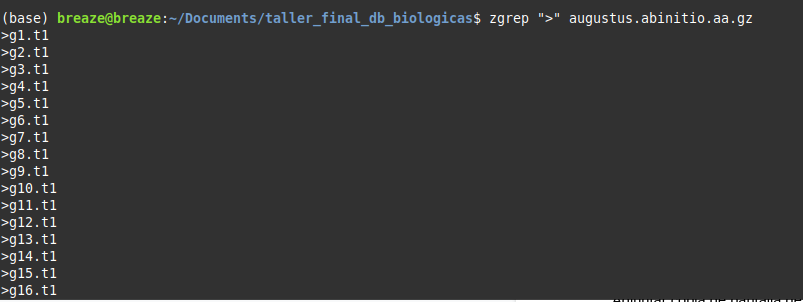 (base) breaze@breaze:~/Documents/taller_final_db_biologicas$ zgrep ">" augustus.abinitio.aa.gz
>g1.t1
>g2.t1
>g3.t1
>g4.t1
>g5.t1
>g6.t1
>g7.t1
>g8.t1
>g9.t1
>g10.t1
>g11.t1
>g12.t1
>g13.t1
>g14.t1
>g15.t1
>g16.t1